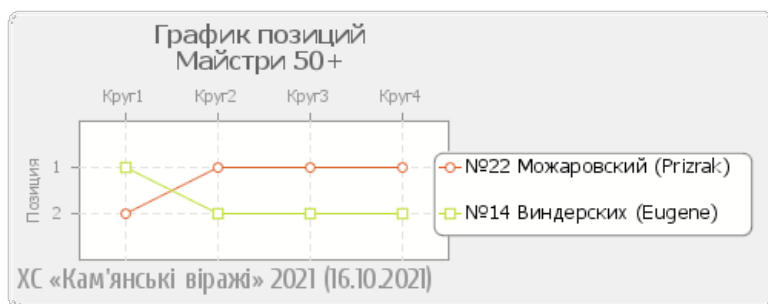 График позиций
Майстри 50+
Круг1 Круг2 Круг3 Круг4
Позиция
1
2
№22 Можаровский (Prizrak)
№14 Виндерских (Eugene)
ХС «Кам'янські віражі» 2021 (16.10.2021)